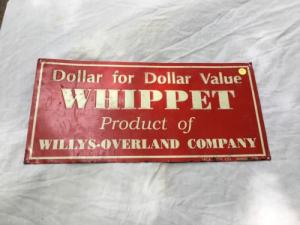 Dollar for Dollar Value
WHIPPET
Product of
WILLYS-OVERLAND COMPANY